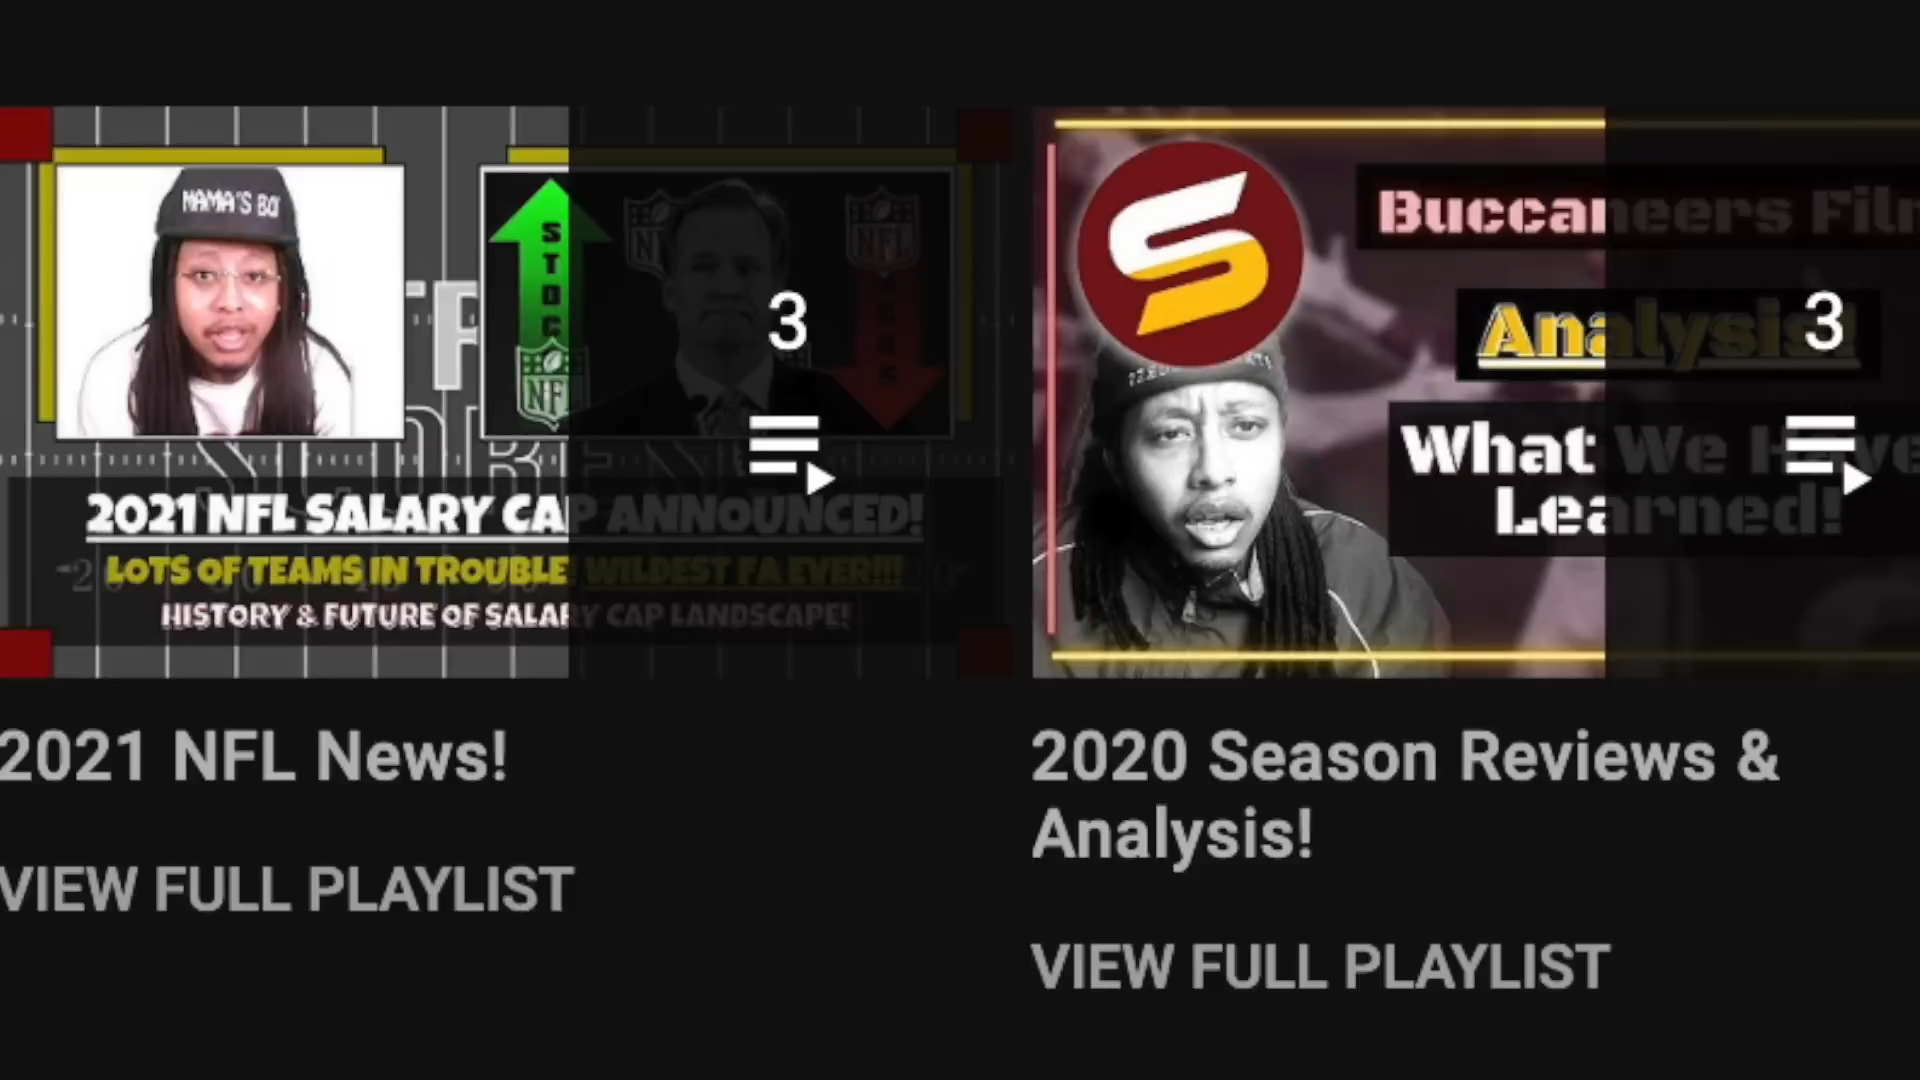 MAMA'S BOY
STOCKS
NFL
NFL
NFL
3
2021 NFL SALARY CAP ANNOUNCED!
LOTS OF TEAMS IN TROUBLE! WILDEST FA EVER!!!
HISTORY & FUTURE OF SALARY CAP LANDSCAPE!
2021 NFL News!
VIEW FULL PLAYLIST
Buccaneers Film
Analysis!
3
What We Have
Learned!
2020 Season Reviews &
Analysis!
VIEW FULL PLAYLIST